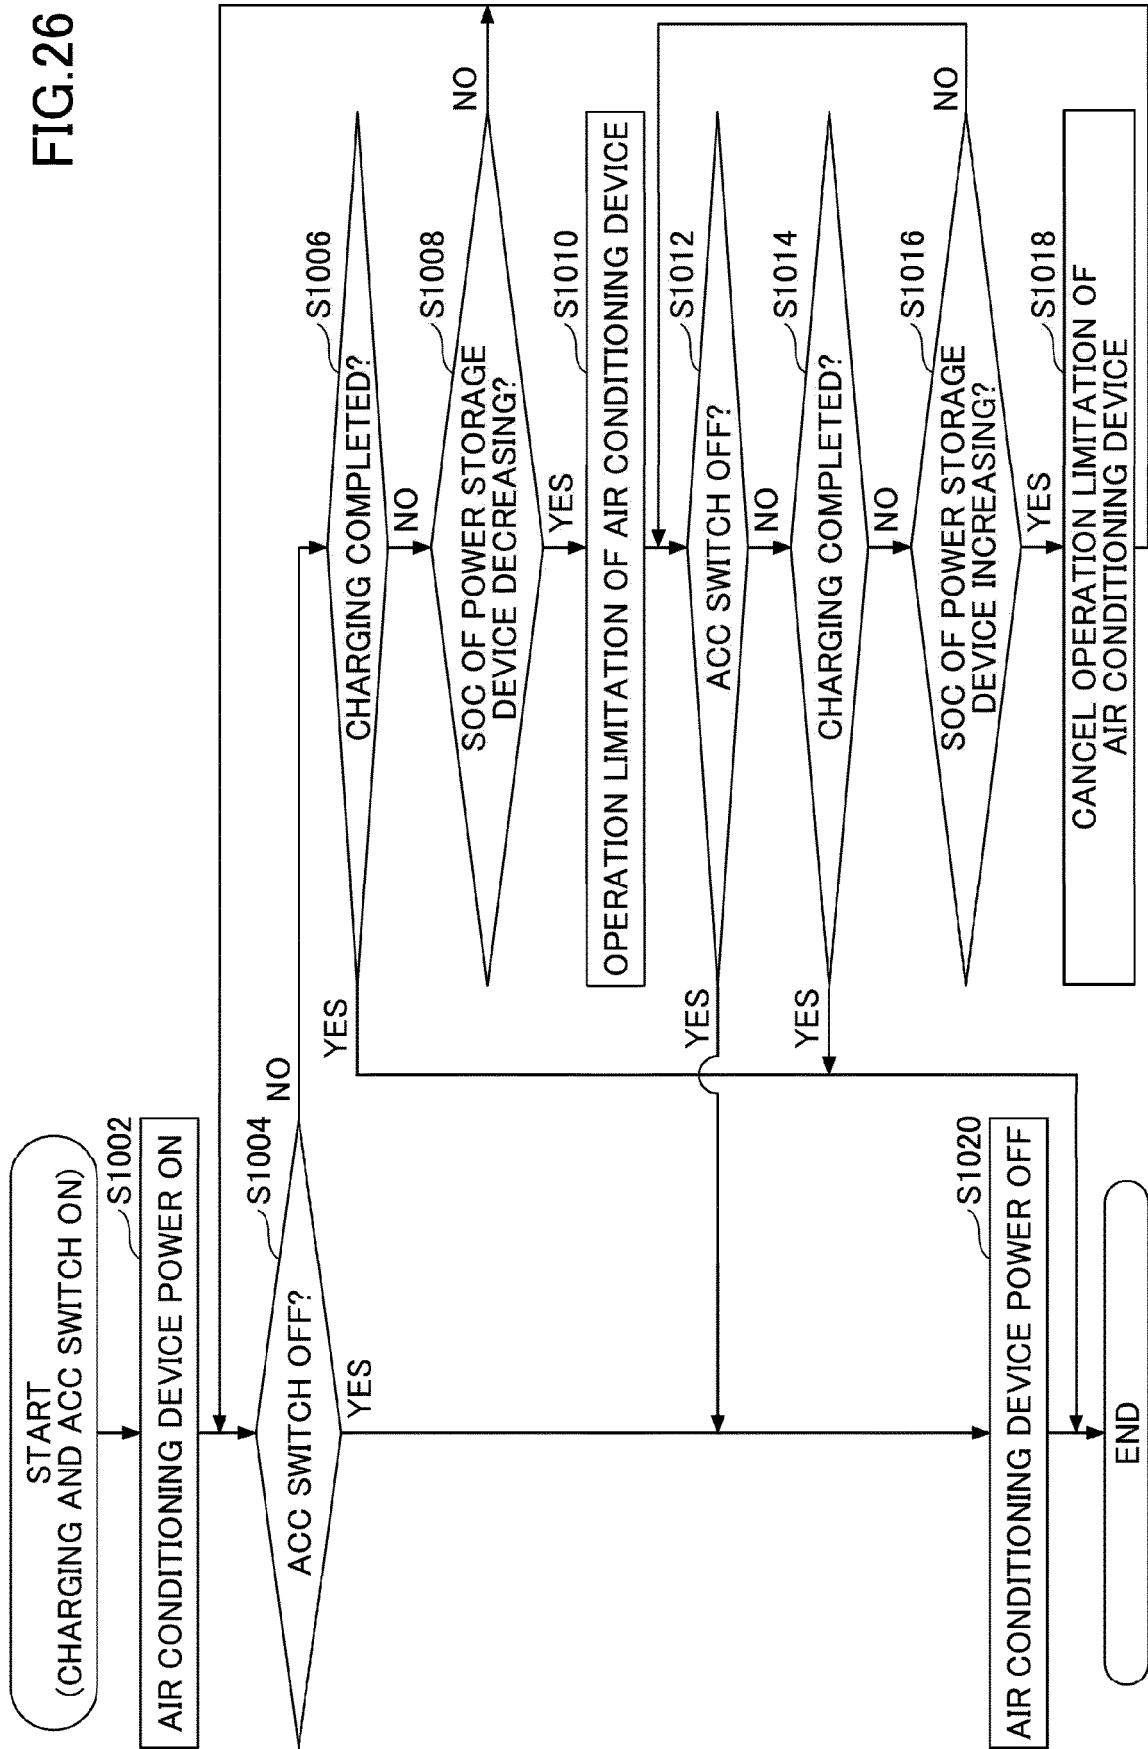 FIG.26
START
(CHARGING AND ACC SWITCH ON)
S1002
AIR CONDITIONING DEVICE POWER ON
S1004
ACC SWITCH OFF?
NO
YES
S1006
CHARGING COMPLETED?
YES
NO
S1008
SOC OF POWER STORAGE
DEVICE DECREASING?
NO
YES
S1010
OPERATION LIMITATION OF AIR CONDITIONING DEVICE
S1012
ACC SWITCH OFF?
YES
NO
S1014
CHARGING COMPLETED?
YES
NO
S1016
SOC OF POWER STORAGE
DEVICE INCREASING?
NO
YES
S1018
CANCEL OPERATION LIMITATION OF
AIR CONDITIONING DEVICE
S1020
AIR CONDITIONING DEVICE POWER OFF
END